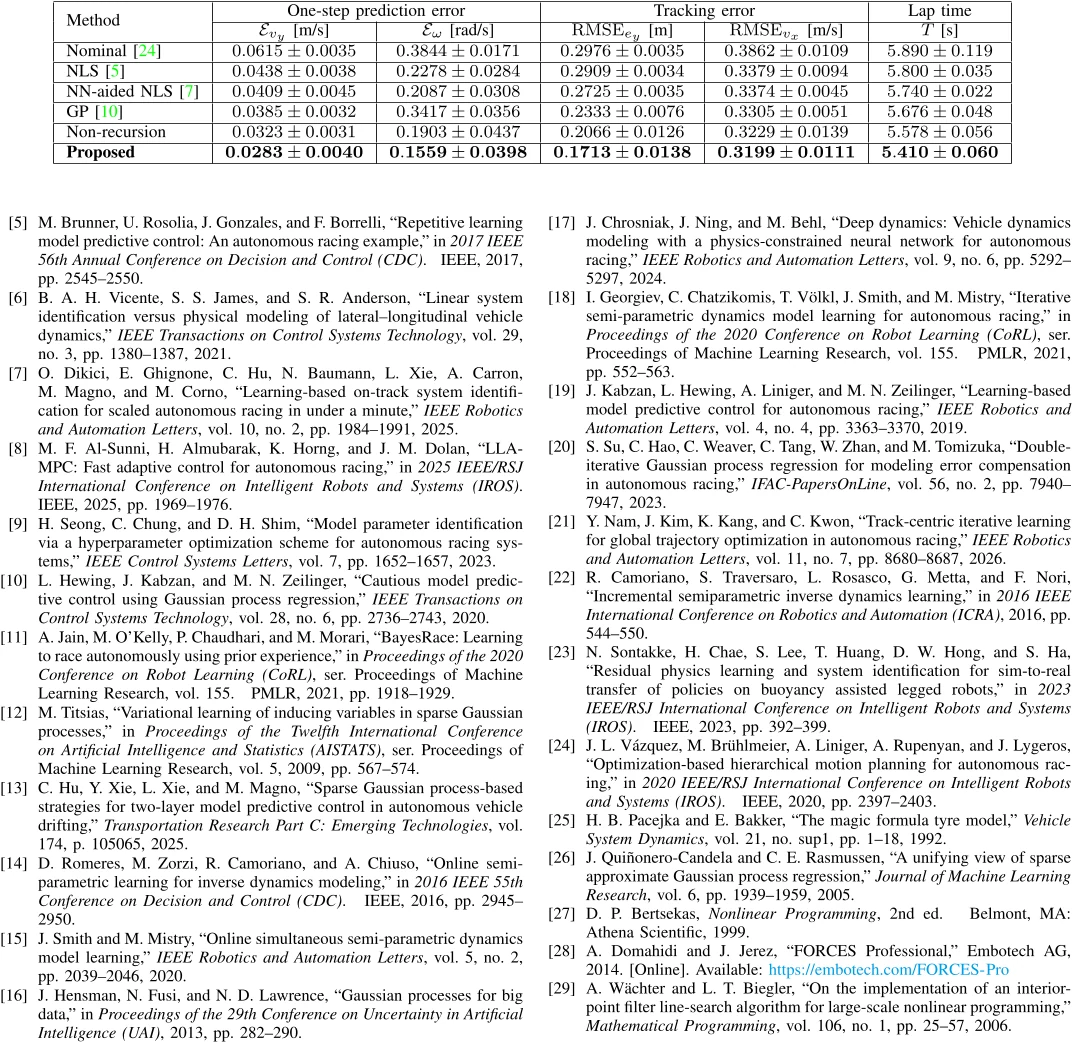 Method One-step prediction error Tracking error Lap time
ℰ_{v_y} [m/s] ℰ_ω [rad/s] RMSE_{e_y} [m] RMSE_{v_x} [m/s] T [s]
Nominal [24] 0.0615 ± 0.0035 0.3844 ± 0.0171 0.2976 ± 0.0035 0.3862 ± 0.0109 5.890 ± 0.119
NLS [5] 0.0438 ± 0.0038 0.2278 ± 0.0284 0.2909 ± 0.0034 0.3379 ± 0.0094 5.800 ± 0.035
NN-aided NLS [7] 0.0409 ± 0.0045 0.2087 ± 0.0308 0.2725 ± 0.0035 0.3374 ± 0.0045 5.740 ± 0.022
GP [10] 0.0385 ± 0.0032 0.3417 ± 0.0356 0.2333 ± 0.0076 0.3305 ± 0.0051 5.676 ± 0.048
Non-recursion 0.0323 ± 0.0031 0.1903 ± 0.0437 0.2066 ± 0.0126 0.3229 ± 0.0139 5.578 ± 0.056
Proposed 0.0283 ± 0.0040 0.1559 ± 0.0398 0.1713 ± 0.0138 0.3199 ± 0.0111 5.410 ± 0.060
[5] M. Brunner, U. Rosolia, J. Gonzales, and F. Borrelli, “Repetitive learning
model predictive control: An autonomous racing example,” in 2017 IEEE
56th Annual Conference on Decision and Control (CDC). IEEE, 2017,
pp. 2545–2550.
[6] B. A. H. Vicente, S. S. James, and S. R. Anderson, “Linear system
identification versus physical modeling of lateral–longitudinal vehicle
dynamics,” IEEE Transactions on Control Systems Technology, vol. 29,
no. 3, pp. 1380–1387, 2021.
[7] O. Dikici, E. Ghignone, C. Hu, N. Baumann, L. Xie, A. Carron,
M. Magno, and M. Corno, “Learning-based on-track system identifi-
cation for scaled autonomous racing in under a minute,” IEEE Robotics
and Automation Letters, vol. 10, no. 2, pp. 1984–1991, 2025.
[8] M. F. Al-Sunni, H. Almubarak, K. Horng, and J. M. Dolan, “LLA-
MPC: Fast adaptive control for autonomous racing,” in 2025 IEEE/RSJ
International Conference on Intelligent Robots and Systems (IROS).
IEEE, 2025, pp. 1969–1976.
[9] H. Seong, C. Chung, and D. H. Shim, “Model parameter identification
via a hyperparameter optimization scheme for autonomous racing sys-
tems,” IEEE Control Systems Letters, vol. 7, pp. 1652–1657, 2023.
[10] L. Hewing, J. Kabzan, and M. N. Zeilinger, “Cautious model predic-
tive control using Gaussian process regression,” IEEE Transactions on
Control Systems Technology, vol. 28, no. 6, pp. 2736–2743, 2020.
[11] A. Jain, M. O’Kelly, P. Chaudhari, and M. Morari, “BayesRace: Learning
to race autonomously using prior experience,” in Proceedings of the 2020
Conference on Robot Learning (CoRL), ser. Proceedings of Machine
Learning Research, vol. 155. PMLR, 2021, pp. 1918–1929.
[12] M. Titsias, “Variational learning of inducing variables in sparse Gaussian
processes,” in Proceedings of the Twelfth International Conference
on Artificial Intelligence and Statistics (AISTATS), ser. Proceedings of
Machine Learning Research, vol. 5, 2009, pp. 567–574.
[13] C. Hu, Y. Xie, L. Xie, and M. Magno, “Sparse Gaussian process-based
strategies for two-layer model predictive control in autonomous vehicle
drifting,” Transportation Research Part C: Emerging Technologies, vol.
174, p. 105065, 2025.
[14] D. Romeres, M. Zorzi, R. Camoriano, and A. Chiuso, “Online semi-
parametric learning for inverse dynamics modeling,” in 2016 IEEE 55th
Conference on Decision and Control (CDC). IEEE, 2016, pp. 2945–
2950.
[15] J. Smith and M. Mistry, “Online simultaneous semi-parametric dynamics
model learning,” IEEE Robotics and Automation Letters, vol. 5, no. 2,
pp. 2039–2046, 2020.
[16] J. Hensman, N. Fusi, and N. D. Lawrence, “Gaussian processes for big
data,” in Proceedings of the 29th Conference on Uncertainty in Artificial
Intelligence (UAI), 2013, pp. 282–290.
[17] J. Chrosniak, J. Ning, and M. Behl, “Deep dynamics: Vehicle dynamics
modeling with a physics-constrained neural network for autonomous
racing,” IEEE Robotics and Automation Letters, vol. 9, no. 6, pp. 5292–
5297, 2024.
[18] I. Georgiev, C. Chatzikomis, T. Völkl, J. Smith, and M. Mistry, “Iterative
semi-parametric dynamics model learning for autonomous racing,” in
Proceedings of the 2020 Conference on Robot Learning (CoRL), ser.
Proceedings of Machine Learning Research, vol. 155. PMLR, 2021,
pp. 552–563.
[19] J. Kabzan, L. Hewing, A. Liniger, and M. N. Zeilinger, “Learning-based
model predictive control for autonomous racing,” IEEE Robotics and
Automation Letters, vol. 4, no. 4, pp. 3363–3370, 2019.
[20] S. Su, C. Hao, C. Weaver, C. Tang, W. Zhan, and M. Tomizuka, “Double-
iterative Gaussian process regression for modeling error compensation
in autonomous racing,” IFAC-PapersOnLine, vol. 56, no. 2, pp. 7940–
7947, 2023.
[21] Y. Nam, J. Kim, K. Kang, and C. Kwon, “Track-centric iterative learning
for global trajectory optimization in autonomous racing,” IEEE Robotics
and Automation Letters, vol. 11, no. 7, pp. 8680–8687, 2026.
[22] R. Camoriano, S. Traversaro, L. Rosasco, G. Metta, and F. Nori,
“Incremental semiparametric inverse dynamics learning,” in 2016 IEEE
International Conference on Robotics and Automation (ICRA), 2016, pp.
544–550.
[23] N. Sontakke, H. Chae, S. Lee, T. Huang, D. W. Hong, and S. Ha,
“Residual physics learning and system identification for sim-to-real
transfer of policies on buoyancy assisted legged robots,” in 2023
IEEE/RSJ International Conference on Intelligent Robots and Systems
(IROS). IEEE, 2023, pp. 392–399.
[24] J. L. Vázquez, M. Brühlmeier, A. Liniger, A. Rupenyan, and J. Lygeros,
“Optimization-based hierarchical motion planning for autonomous rac-
ing,” in 2020 IEEE/RSJ International Conference on Intelligent Robots
and Systems (IROS). IEEE, 2020, pp. 2397–2403.
[25] H. B. Pacejka and E. Bakker, “The magic formula tyre model,” Vehicle
System Dynamics, vol. 21, no. sup1, pp. 1–18, 1992.
[26] J. Quiñonero-Candela and C. E. Rasmussen, “A unifying view of sparse
approximate Gaussian process regression,” Journal of Machine Learning
Research, vol. 6, pp. 1939–1959, 2005.
[27] D. P. Bertsekas, Nonlinear Programming, 2nd ed. Belmont, MA:
Athena Scientific, 1999.
[28] A. Domahidi and J. Jerez, “FORCES Professional,” Embotech AG,
2014. [Online]. Available: https://embotech.com/FORCES-Pro
[29] A. Wächter and L. T. Biegler, “On the implementation of an interior-
point filter line-search algorithm for large-scale nonlinear programming,”
Mathematical Programming, vol. 106, no. 1, pp. 25–57, 2006.